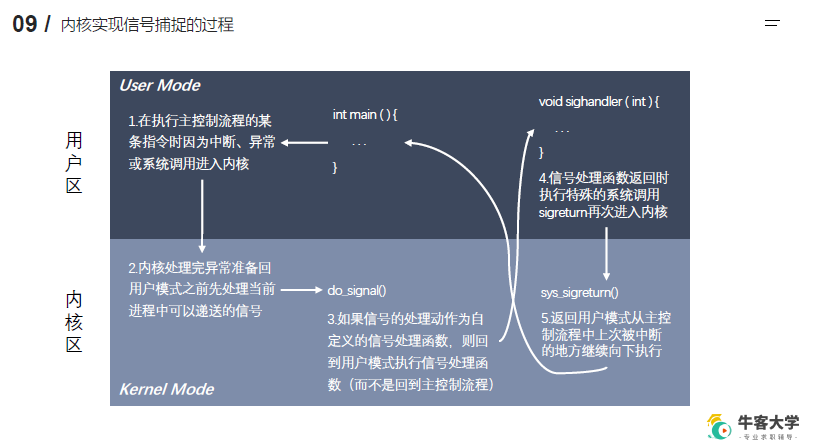 09 / 内核实现信号捕捉的过程
User Mode
用户区
1.在执行主控制流程的某
条指令时因为中断、异常
或系统调用进入内核
int main ( ) {
...
}
void sighandler ( int ) {
...
}
4.信号处理函数返回时
执行特殊的系统调用
sigreturn再次进入内核
内核区
2.内核处理完异常准备回
用户模式之前先处理当前
进程中可以递送的信号
do_signal()
3.如果信号的处理动作为自
定义的信号处理函数，则回
到用户模式执行信号处理函
数（而不是回到主控制流程）
sys_sigreturn()
5.返回用户模式从主控
制流程中上次被中断
的地方继续向下执行
Kernel Mode
牛客大学
·专业求职辅导·